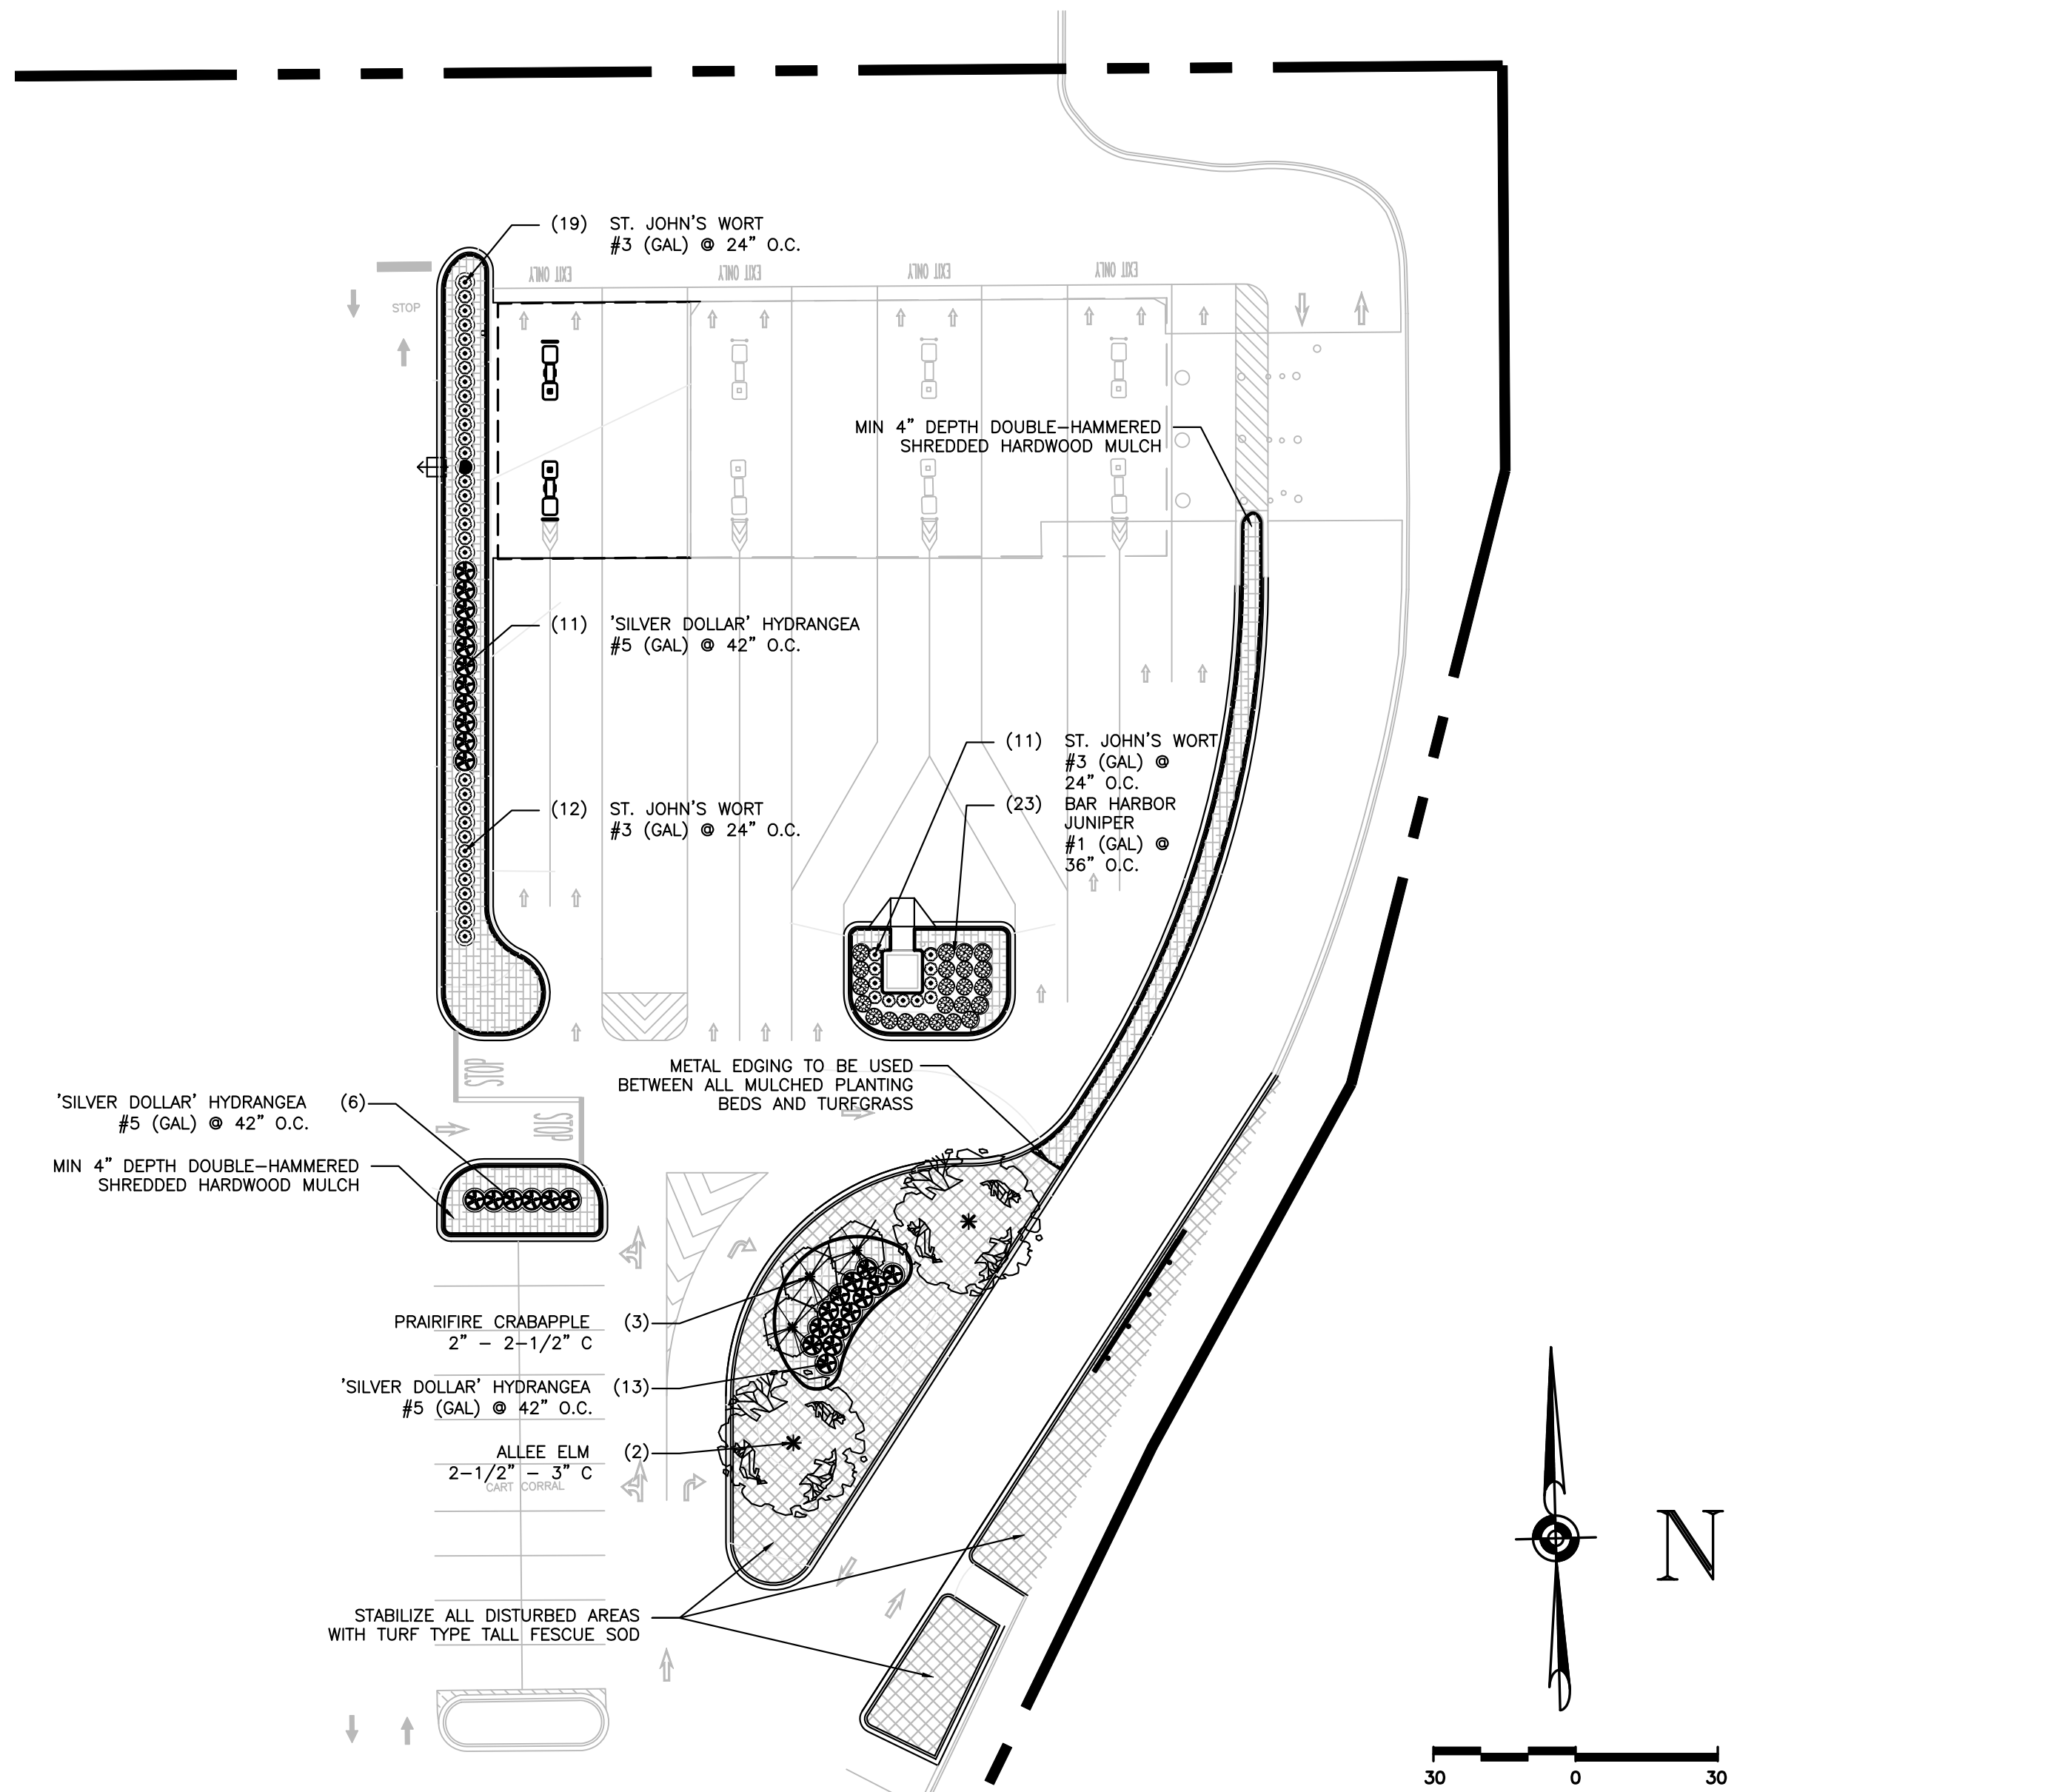 (19) ST. JOHN'S WORT
#3 (GAL) @ 24" O.C.
EXIT ONLY
EXIT ONLY
EXIT ONLY
EXIT ONLY
STOP
MIN 4" DEPTH DOUBLE-HAMMERED
SHREDDED HARDWOOD MULCH
(11) 'SILVER DOLLAR' HYDRANGEA
#5 (GAL) @ 42" O.C.
(11) ST. JOHN'S WORT
#3 (GAL) @
24" O.C.
(23) BAR HARBOR
JUNIPER
#1 (GAL) @
36" O.C.
(12) ST. JOHN'S WORT
#3 (GAL) @ 24" O.C.
METAL EDGING TO BE USED
BETWEEN ALL MULCHED PLANTING
BEDS AND TURFGRASS
STOP
STOP
'SILVER DOLLAR' HYDRANGEA (6)
#5 (GAL) @ 42" O.C.
MIN 4" DEPTH DOUBLE-HAMMERED
SHREDDED HARDWOOD MULCH
PRAIRIFIRE CRABAPPLE (3)
2" - 2-1/2" C
'SILVER DOLLAR' HYDRANGEA (13)
#5 (GAL) @ 42" O.C.
ALLEE ELM (2)
2-1/2" - 3" C
CART CORRAL
STABILIZE ALL DISTURBED AREAS
WITH TURF TYPE TALL FESCUE SOD
N
30 0 30